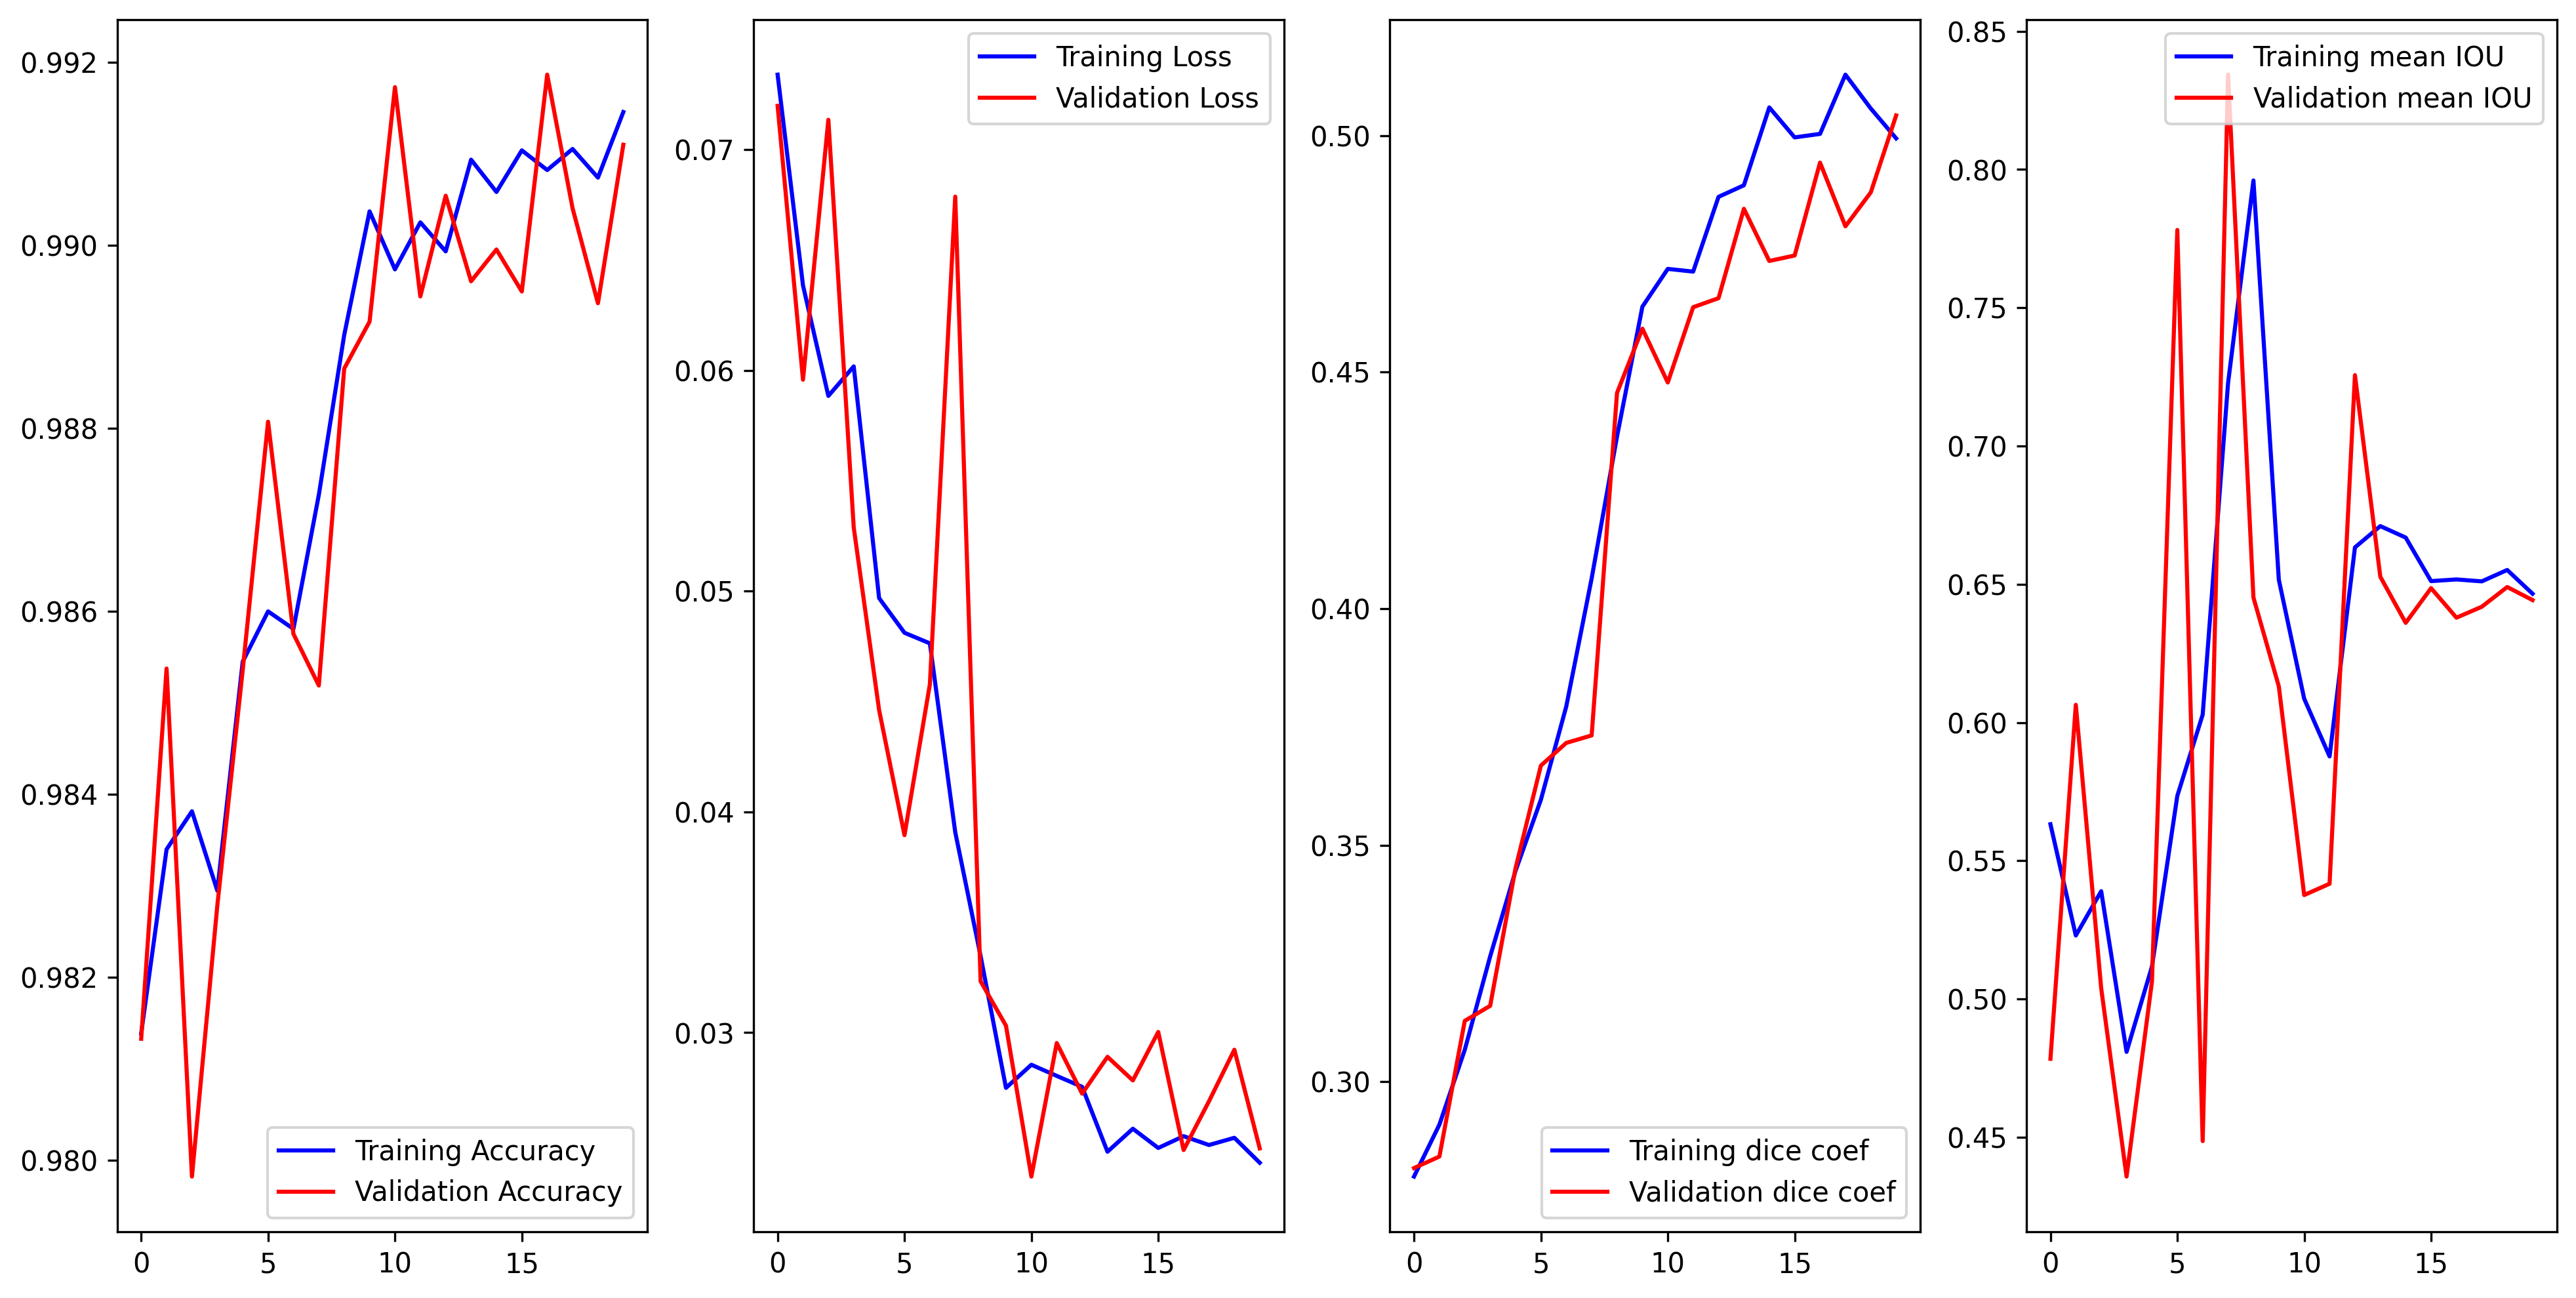 0.992
0.990
0.988
0.986
0.984
0.982
0.980
0 5 10 15
Training Accuracy
Validation Accuracy
0.07
0.06
0.05
0.04
0.03
0 5 10 15
Training Loss
Validation Loss
0.50
0.45
0.40
0.35
0.30
0 5 10 15
Training dice coef
Validation dice coef
0.85
0.80
0.75
0.70
0.65
0.60
0.55
0.50
0.45
0 5 10 15
Training mean IOU
Validation mean IOU